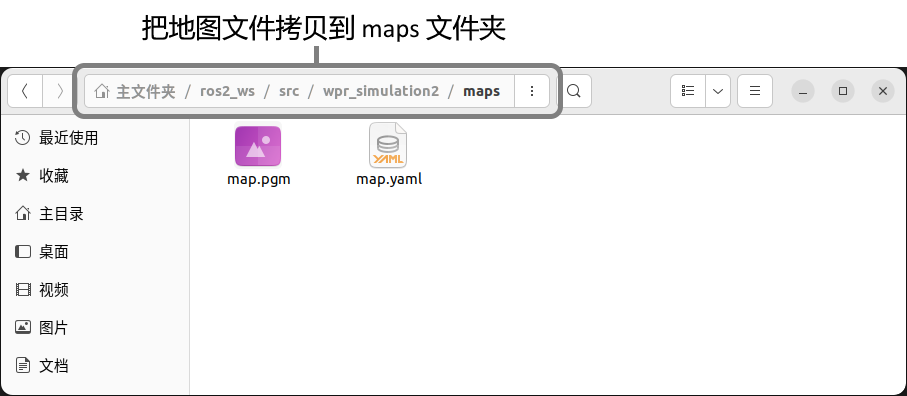 把地图文件拷贝到 maps 文件夹
主文件夹 / ros2_ws / src / wpr_simulation2 / maps
最近使用
收藏
主目录
桌面
视频
图片
文档
YAML
map.pgm
map.yaml